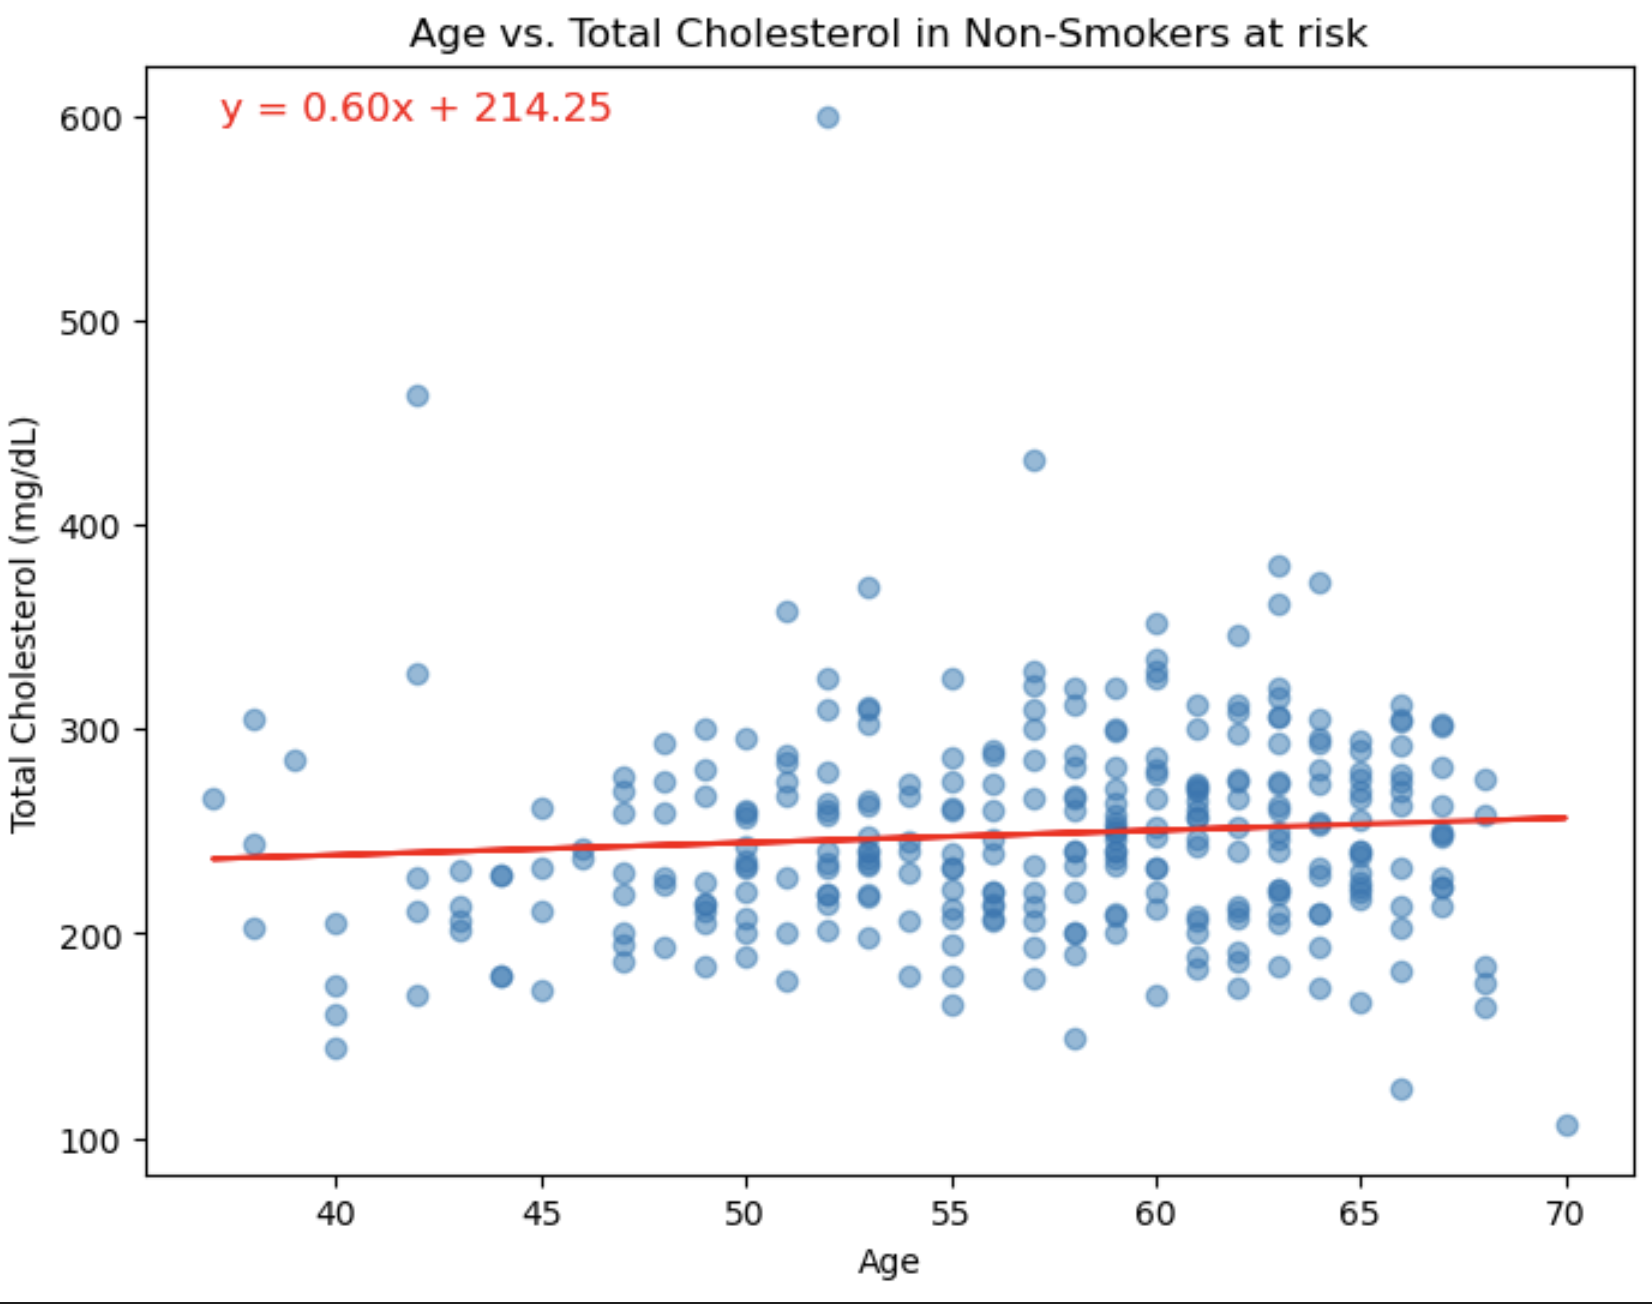 Age vs. Total Cholesterol in Non-Smokers at risk
y = 0.60x + 214.25
Total Cholesterol (mg/dL)
600
500
400
300
200
100
40 45 50 55 60 65 70
Age